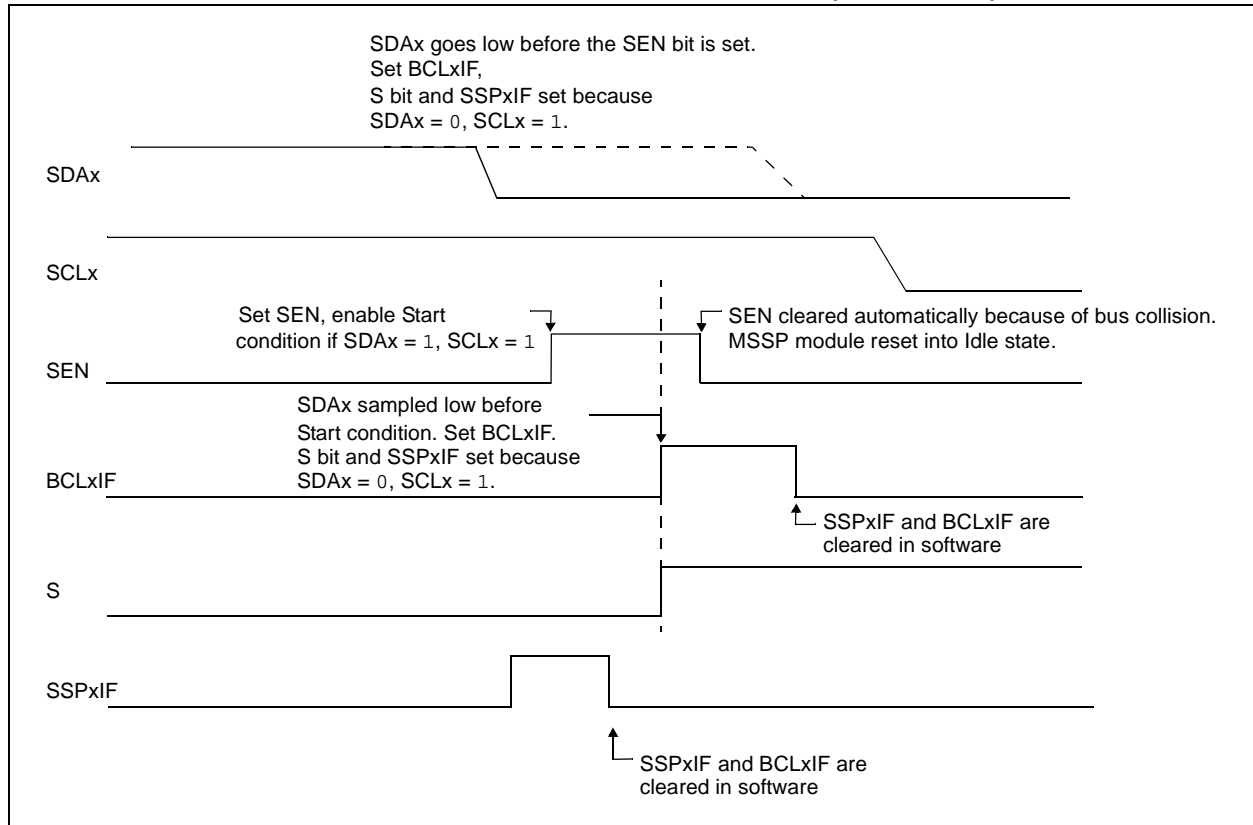 SDAx goes low before the SEN bit is set.
Set BCLxIF,
S bit and SSPxIF set because
SDAx = 0, SCLx = 1.
SDAx
SCLx
Set SEN, enable Start
condition if SDAx = 1, SCLx = 1
SEN cleared automatically because of bus collision.
MSSP module reset into Idle state.
SEN
SDAx sampled low before
Start condition. Set BCLxIF.
S bit and SSPxIF set because
SDAx = 0, SCLx = 1.
BCLxIF
SSPxIF and BCLxIF are
cleared in software
S
SSPxIF
SSPxIF and BCLxIF are
cleared in software